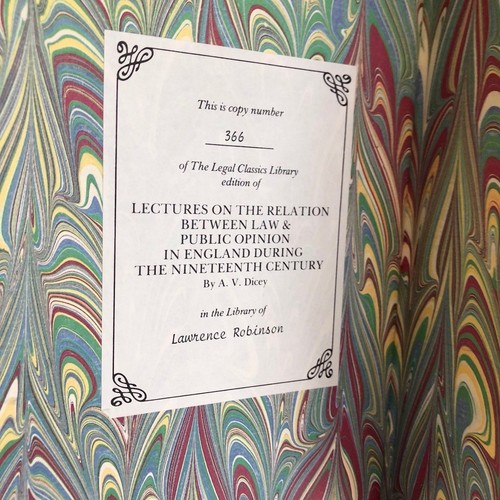 This is copy number
366
of The Legal Classics Library
edition of
LECTURES ON THE RELATION
BETWEEN LAW &
PUBLIC OPINION
IN ENGLAND DURING
THE NINETEENTH CENTURY
By A. V. Dicey
in the Library of
Lawrence Robinson